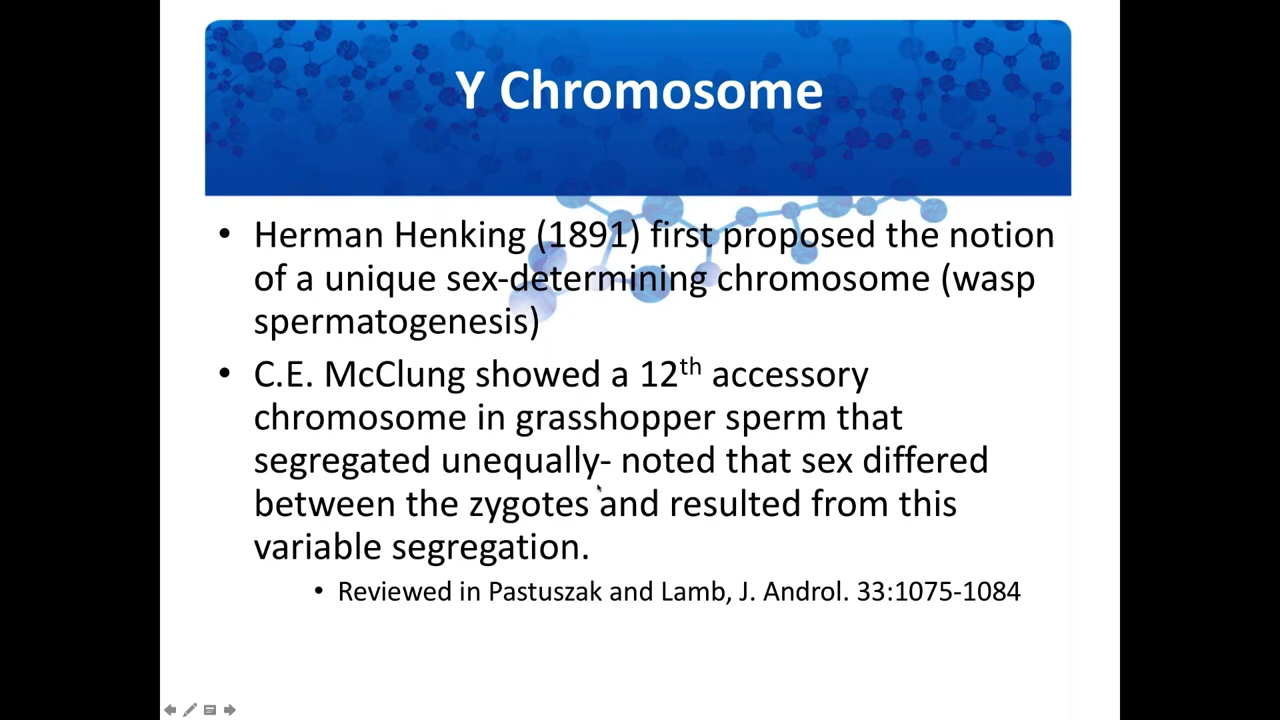 Y Chromosome
• Herman Henking (1891) first proposed the notion
of a unique sex-determining chromosome (wasp
spermatogenesis)
• C.E. McClung showed a 12th accessory
chromosome in grasshopper sperm that
segregated unequally- noted that sex differed
between the zygotes and resulted from this
variable segregation.
• Reviewed in Pastuszak and Lamb, J. Androl. 33:1075-1084